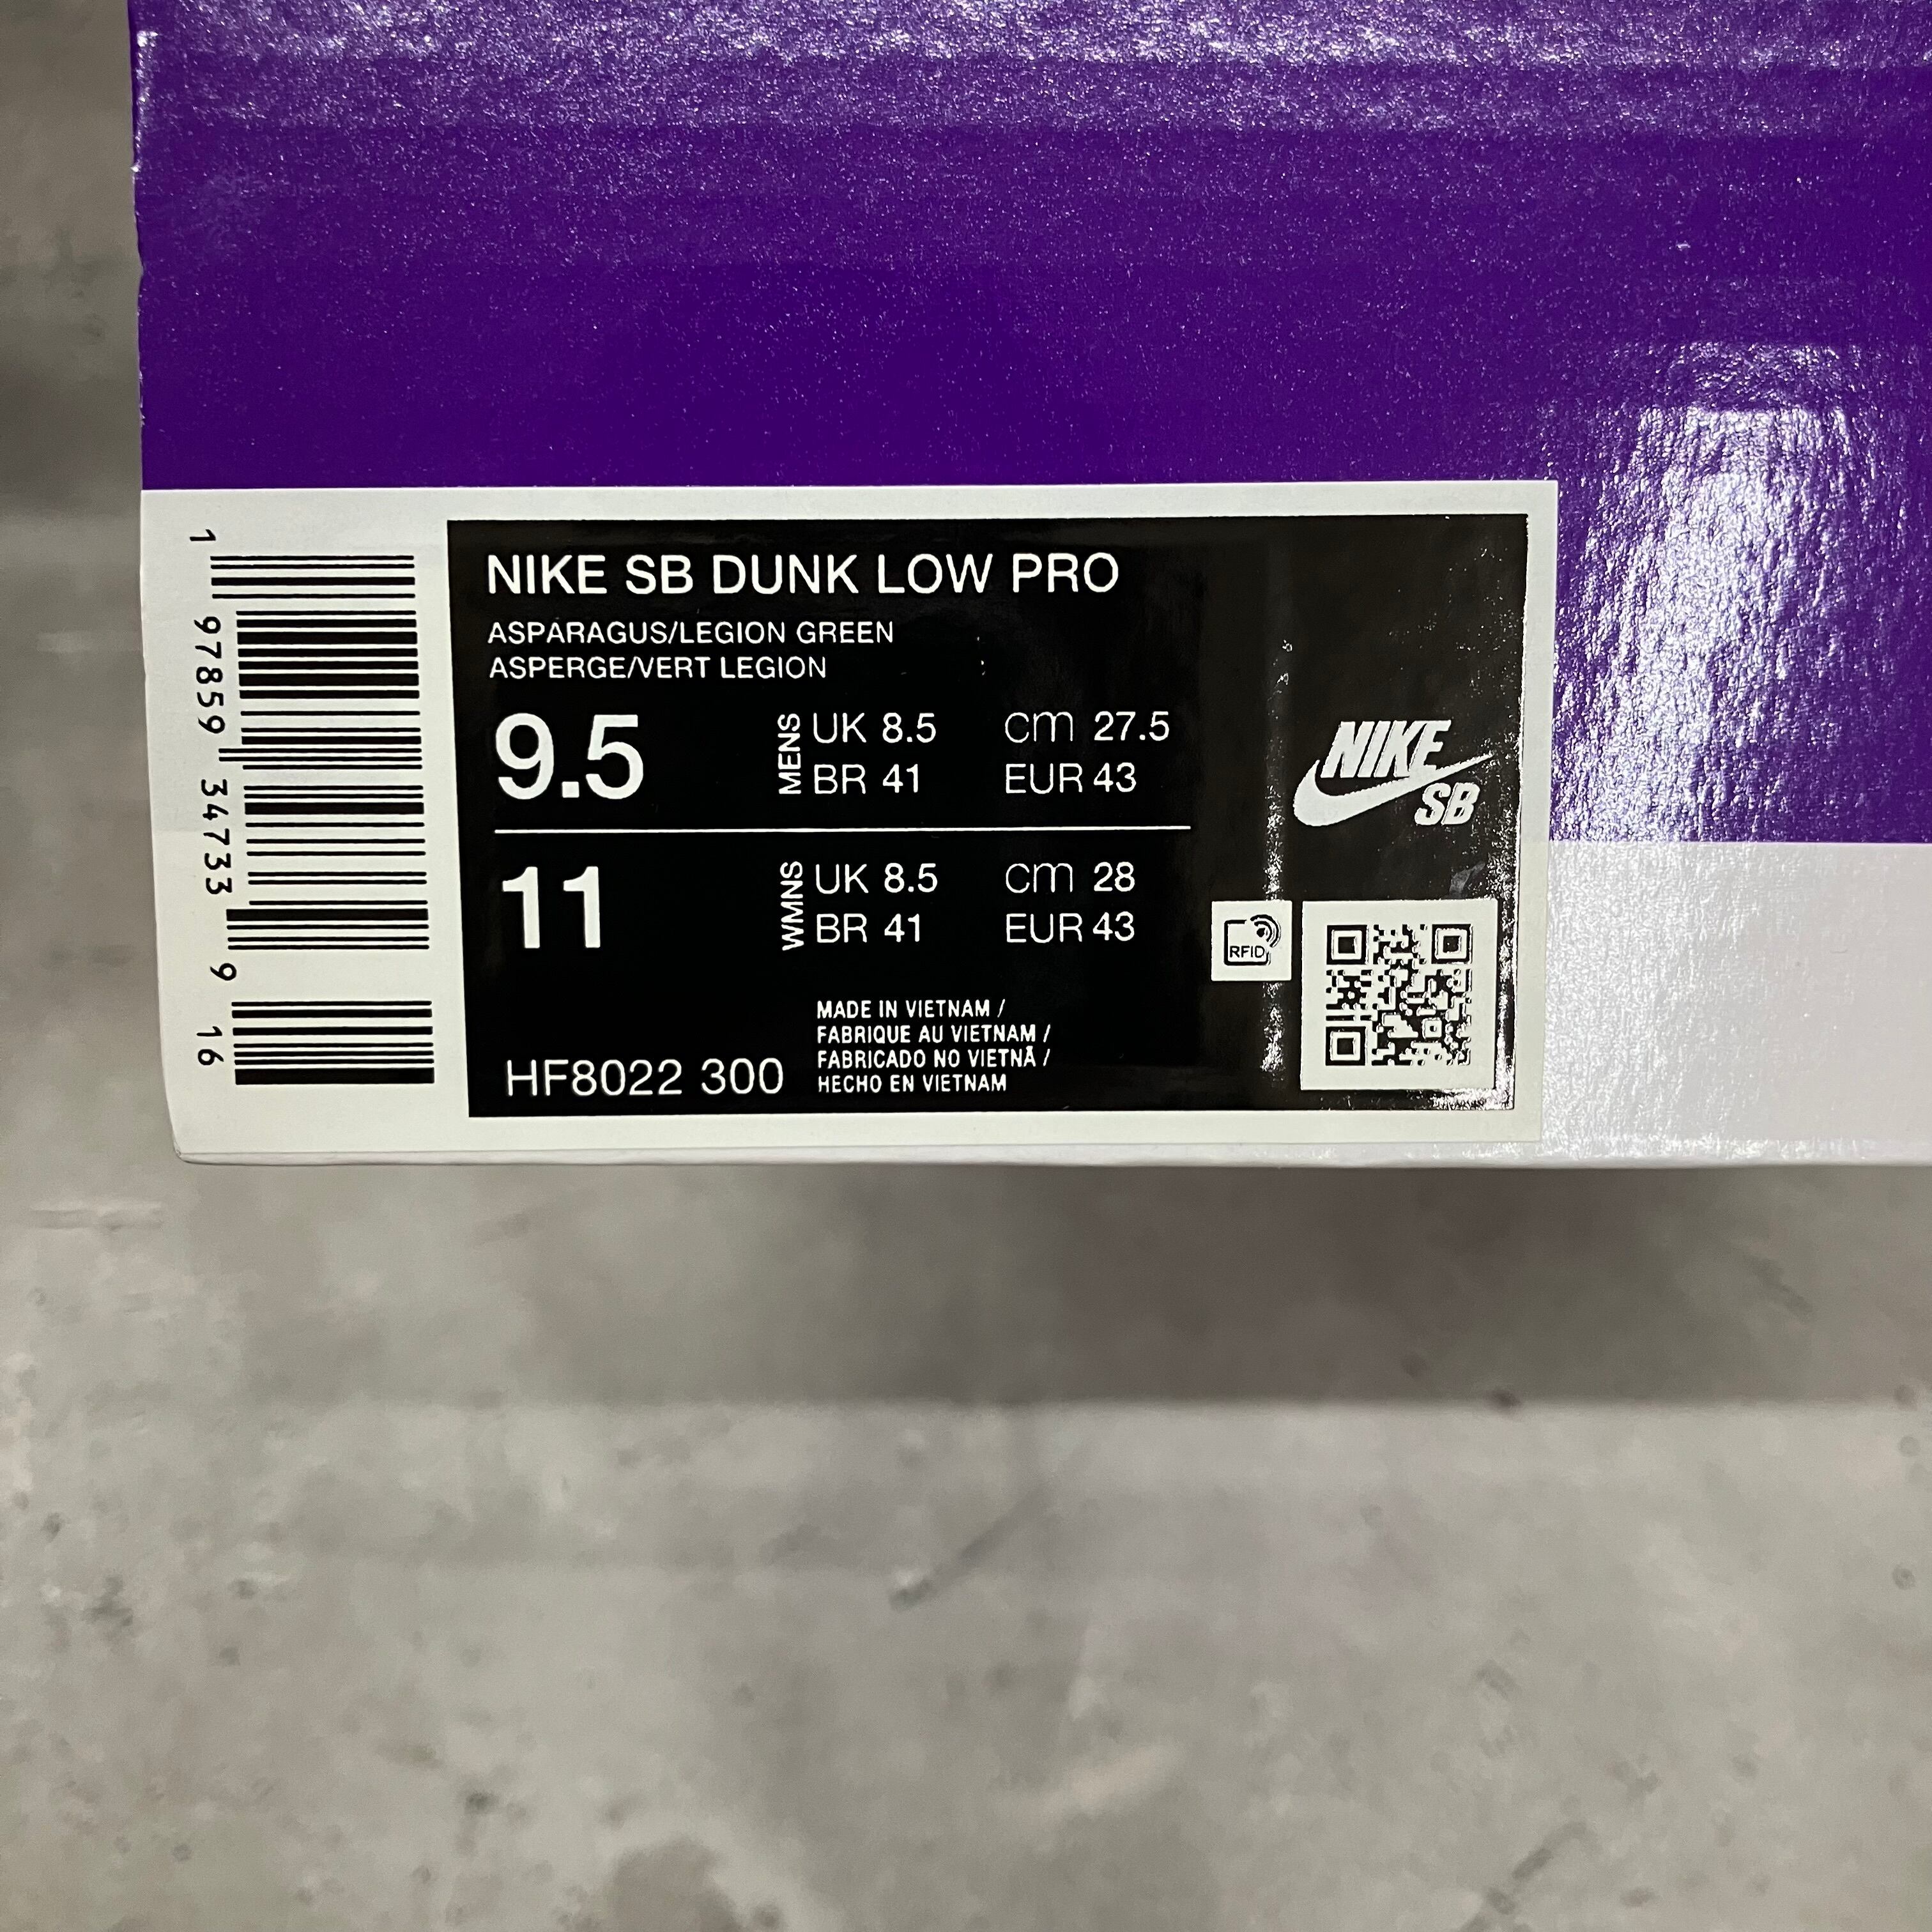 1 97859 34733 9 16
NIKE SB DUNK LOW PRO
ASPARAGUS/LEGION GREEN
ASPERGE/VERT LEGION
9.5 MENS UK 8.5 cm 27.5
BR 41 EUR 43
11 WMNS UK 8.5 cm 28
BR 41 EUR 43
HF8022 300
MADE IN VIETNAM /
FABRIQUE AU VIETNAM /
FABRICADO NO VIETNÃ /
HECHO EN VIETNAM
NIKE
SB
RFID